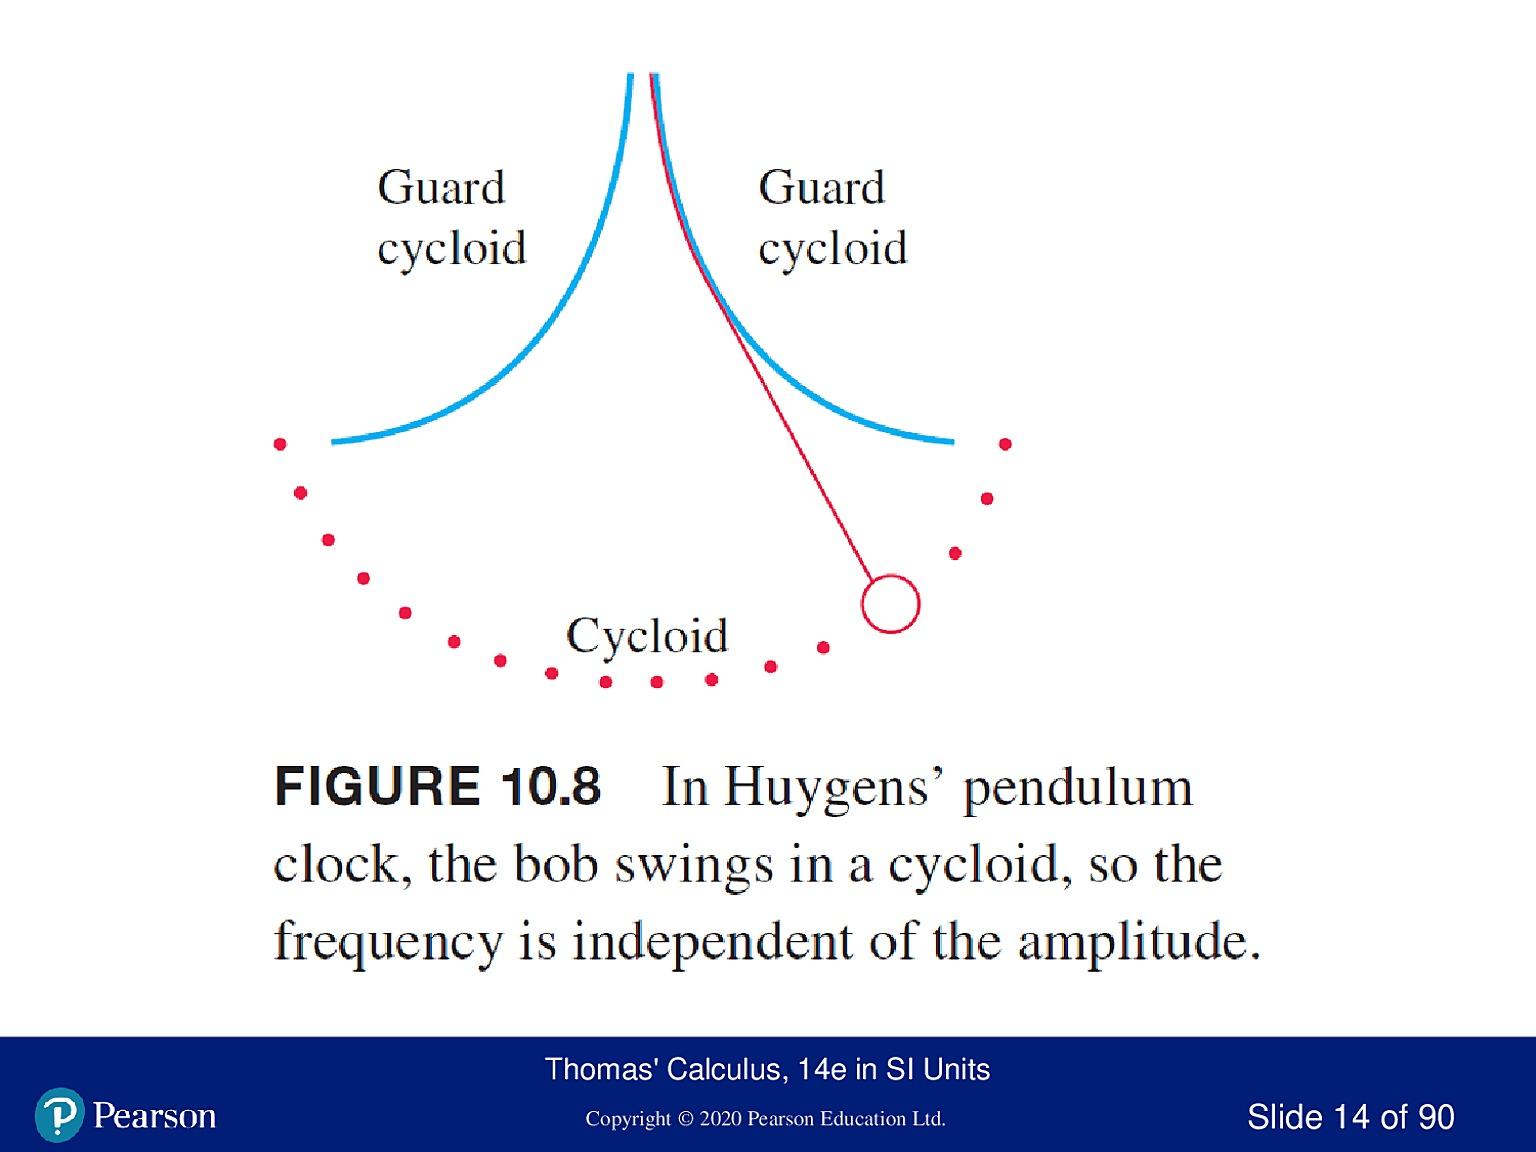 Guard
cycloid
Guard
cycloid
Cycloid
FIGURE 10.8 In Huygens’ pendulum
clock, the bob swings in a cycloid, so the
frequency is independent of the amplitude.
Thomas' Calculus, 14e in SI Units
Pearson
Copyright © 2020 Pearson Education Ltd.
Slide 14 of 90